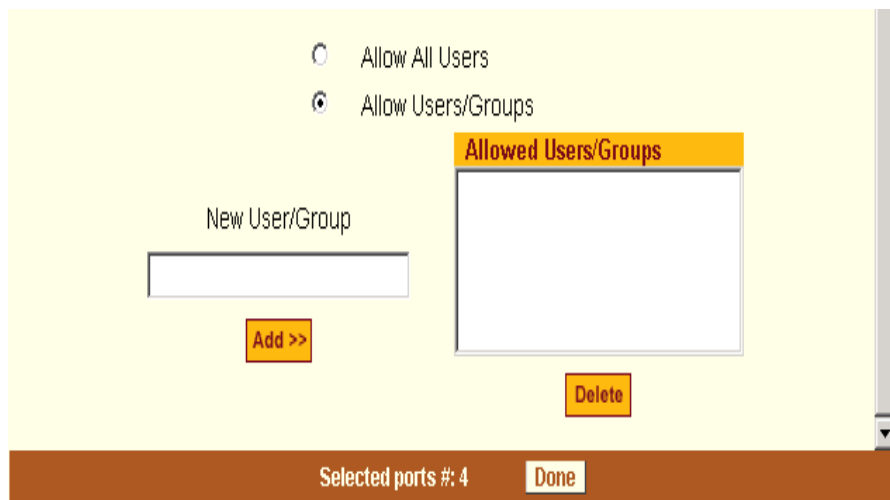 Allow All Users
Allow Users/Groups
Allowed Users/Groups
New User/Group
Add >>
Delete
Selected ports #: 4
Done